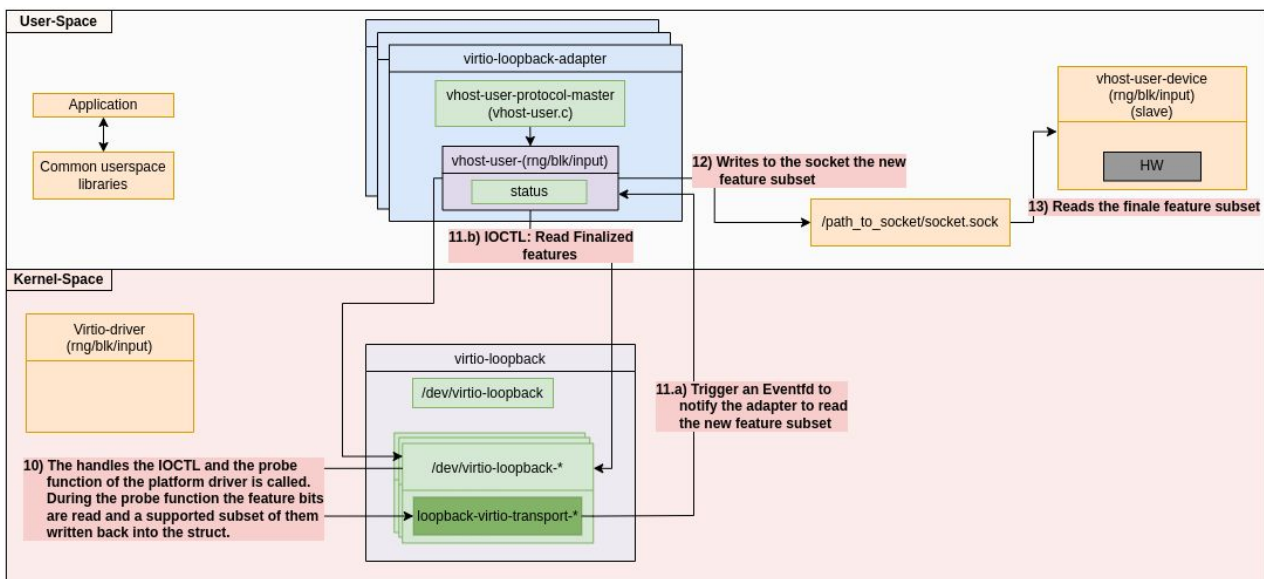 User-Space
virtio-loopback-adapter
vhost-user-protocol-master
(vhost-user.c)
vhost-user-(rng/blk/input)
status
Application
Common userspace
libraries
vhost-user-device
(rng/blk/input)
(slave)
HW
12) Writes to the socket the new
feature subset
/path_to_socket/socket.sock
13) Reads the finale feature subset
11.b) IOCTL: Read Finalized
features
Kernel-Space
Virtio-driver
(rng/blk/input)
virtio-loopback
/dev/virtio-loopback
11.a) Trigger an Eventfd to
notify the adapter to read
the new feature subset
/dev/virtio-loopback-*
loopback-virtio-transport-*
10) The handles the IOCTL and the probe
function of the platform driver is called.
During the probe function the feature bits
are read and a supported subset of them
written back into the struct.